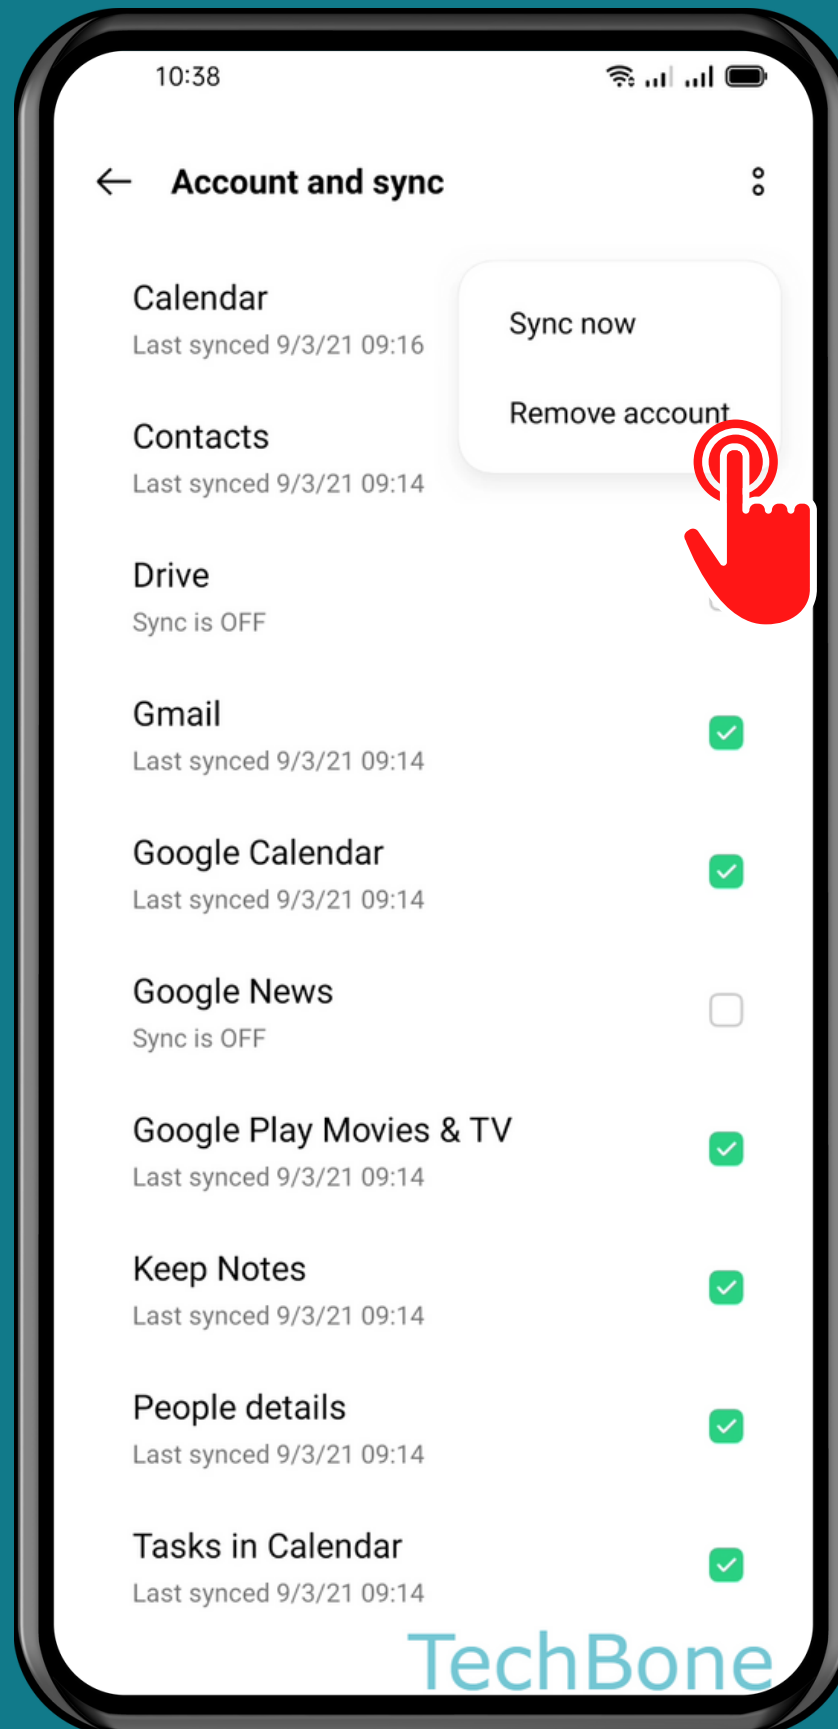 10:38
Account and sync
Calendar
Last synced 9/3/21 09:16
Sync now
Remove account
Contacts
Last synced 9/3/21 09:14
Drive
Sync is OFF
Gmail
Last synced 9/3/21 09:14
Google Calendar
Last synced 9/3/21 09:14
Google News
Sync is OFF
Google Play Movies & TV
Last synced 9/3/21 09:14
Keep Notes
Last synced 9/3/21 09:14
People details
Last synced 9/3/21 09:14
Tasks in Calendar
Last synced 9/3/21 09:14
TechBone